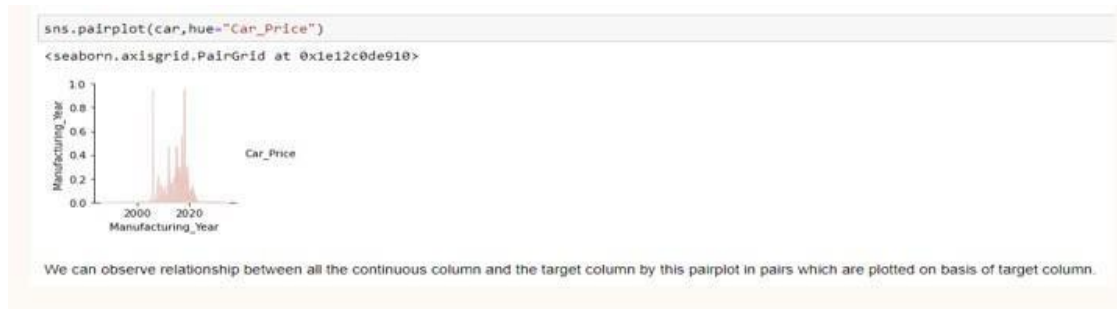 sns.pairplot(car,hue="Car_Price")
<seaborn.axisgrid.PairGrid at 0x1e12c0de910>
1.0
0.8
0.6
0.4
0.2
0.0
Manufacturing_Year
Car_Price
2000 2020
Manufacturing_Year
We can observe relationship between all the continuous column and the target column by this pairplot in pairs which are plotted on basis of target column.